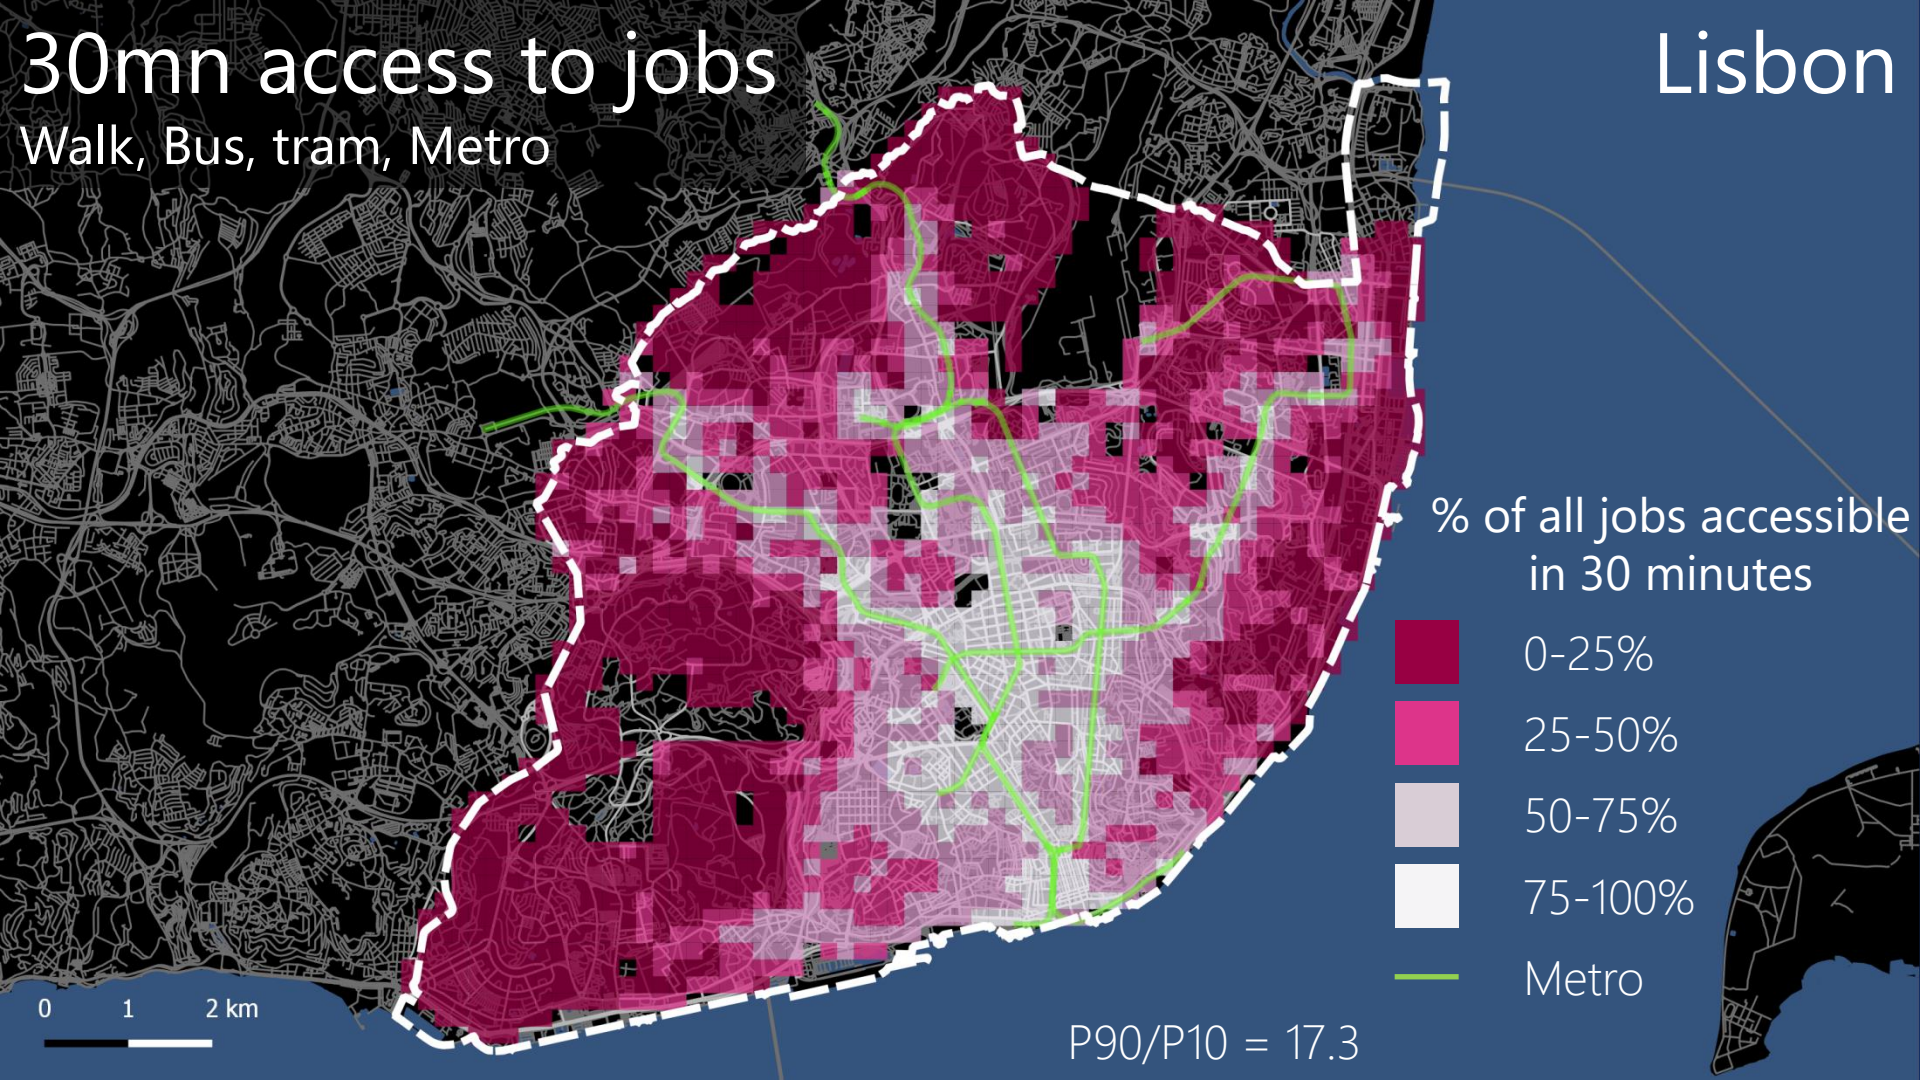 30mn access to jobs
Walk, Bus, tram, Metro
Lisbon
% of all jobs accessible
in 30 minutes
0-25%
25-50%
50-75%
75-100%
Metro
0 1 2 km
P90/P10 = 17.3